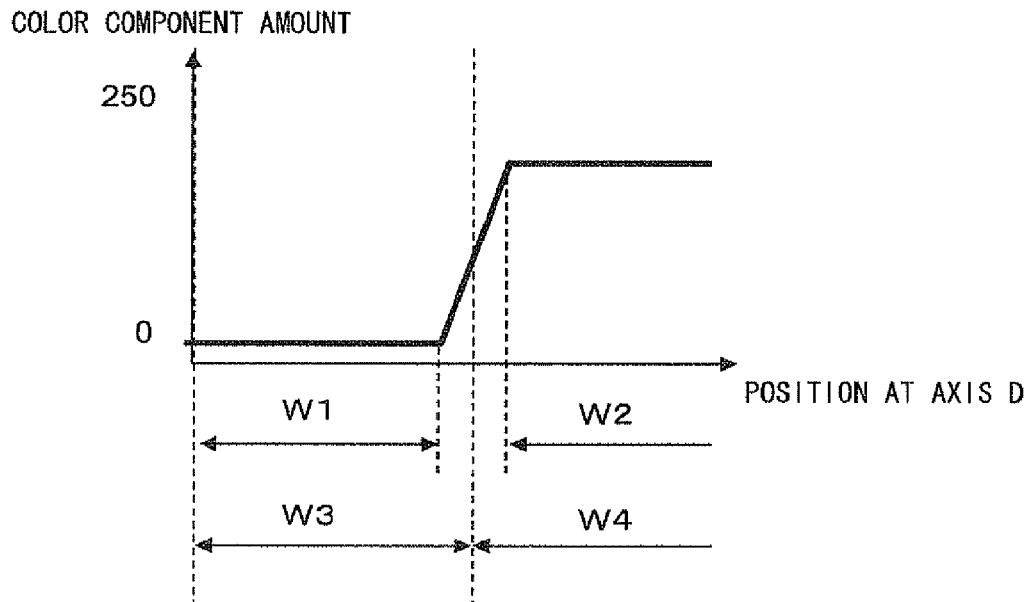 COLOR COMPONENT AMOUNT
250
0
POSITION AT AXIS D
W1 W2
W3 W4